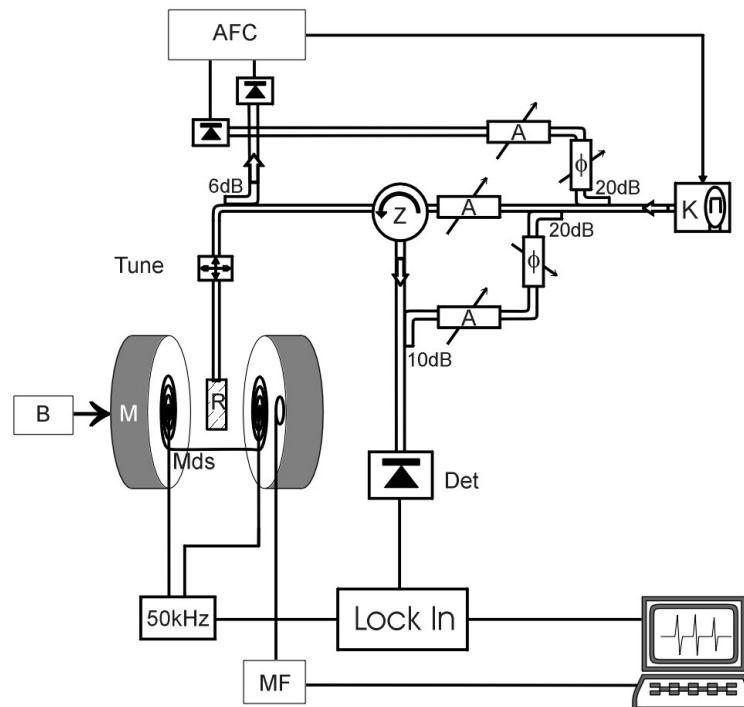 AFC
A
ϕ
6dB
20dB
K
Z
A
20dB
ϕ
Tune
A
10dB
B
M
R
Mds
Det
50kHz
Lock In
MF